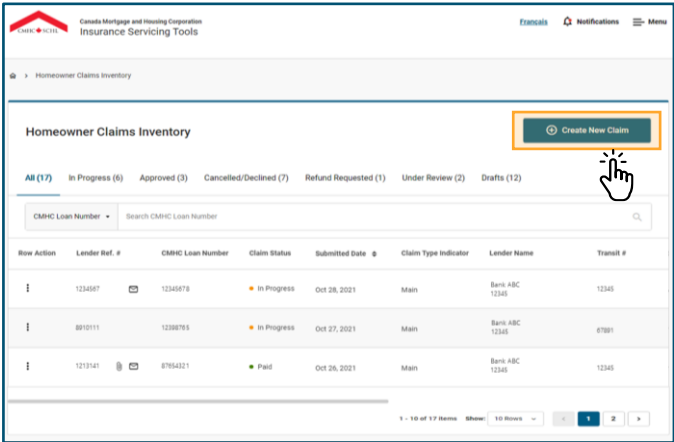 CMHC SCHL
Canada Mortgage and Housing Corporation
Insurance Servicing Tools
Français
Notifications
Menu
> Homeowner Claims Inventory
Homeowner Claims Inventory
Create New Claim
All (17) In Progress (6) Approved (3) Cancelled/Declined (7) Refund Requested (1) Under Review (2) Drafts (12)
CMHC Loan Number Search CMHC Loan Number
Row Action Lender Ref. # CMHC Loan Number Claim Status Submitted Date Claim Type Indicator Lender Name Transit #
1234567 12345678 In Progress Oct 28, 2021 Main Bank ABC 12345
12345
8910111 12398765 In Progress Oct 27, 2021 Main Bank ABC
12345
1213141 87654321 Paid Oct 26, 2021 Main Bank ABC 12345
12345
1 - 10 of 17 Items Show: 10 Rows < 1 2 >